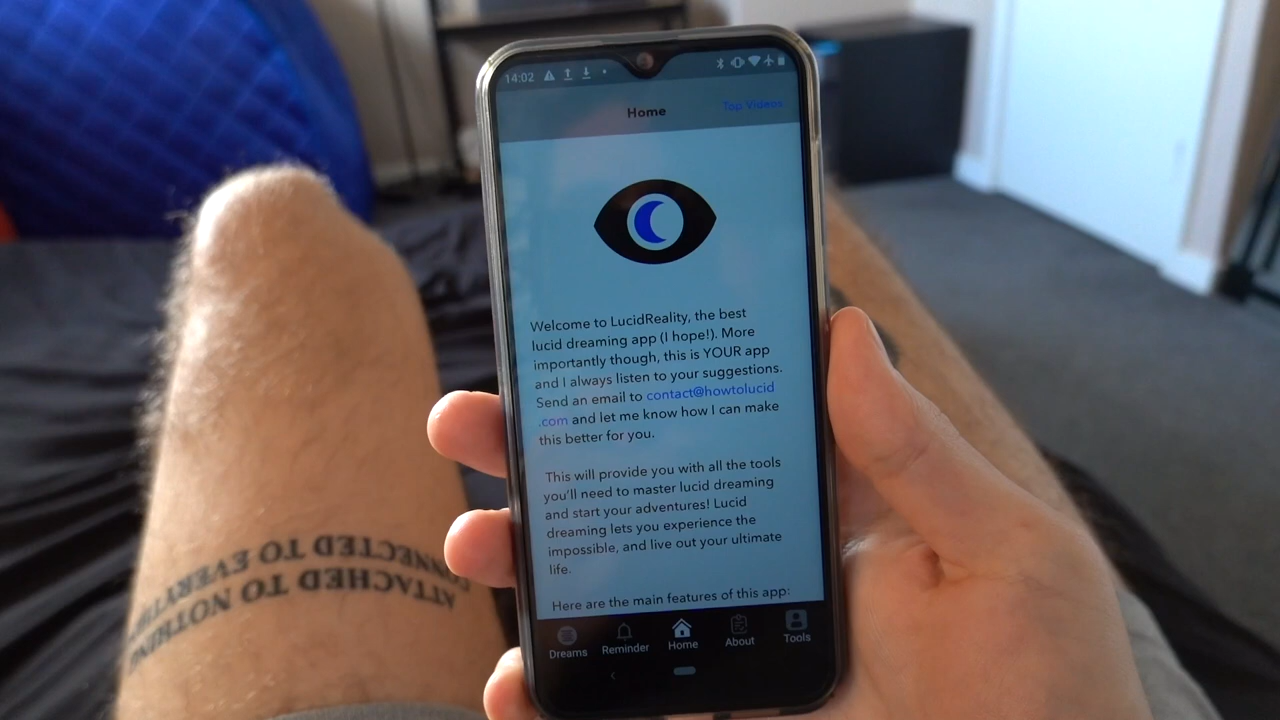 14:02
Home
Top Videos
Welcome to LucidReality, the best
lucid dreaming app (I hope!). More
importantly though, this is YOUR app
and I always listen to your suggestions.
Send an email to contact@howtolucid
.com and let me know how I can make
this better for you.
This will provide you with all the tools
you'll need to master lucid dreaming
and start your adventures! Lucid
dreaming lets you experience the
impossible, and live out your ultimate
life.
Here are the main features of this app:
Dreams
Reminder
Home
About
Tools
ATTACHED TO NOTHING
CONNECTED TO EVERYTHING